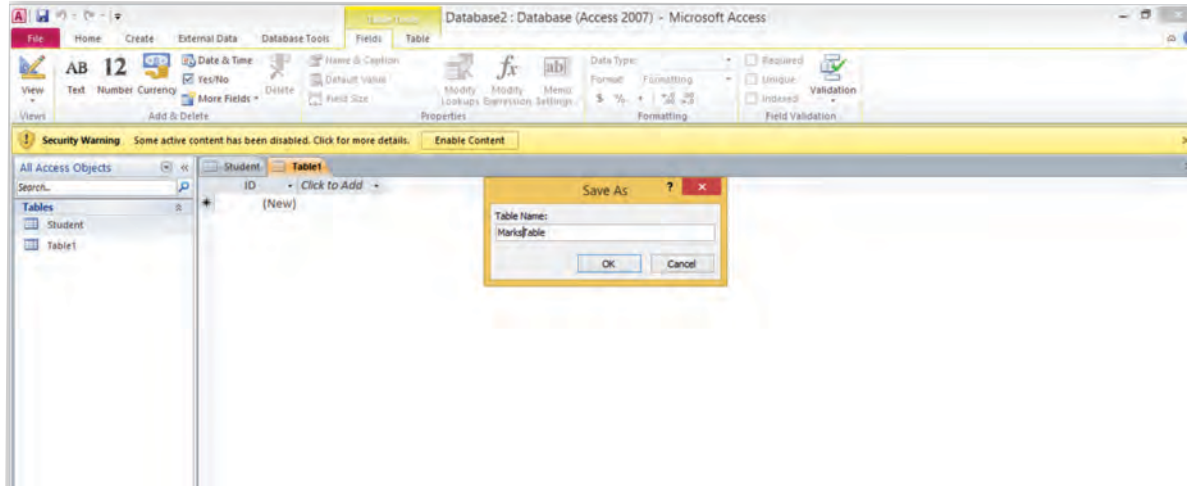 A
Table Tools
Database2 : Database (Access 2007) - Microsoft Access
File Home Create External Data Database Tools Fields Table
View
Views
AB
Text
12
Number
Currency
Date & Time
Yes/No
More Fields
Delete
Add & Delete
Name & Caption
Default Value
Field Size
Modify
Lookups
fx
Modify
Expression
ab
Memo
Settings
Properties
Data Type:
Format: Formatting
$ %
Formatting
Required
Unique
Indexed
Validation
Field Validation
Security Warning Some active content has been disabled. Click for more details. Enable Content
All Access Objects
Search...
Tables
Student
Table1
Student Table1
ID Click to Add
(New)
Save As ?
Table Name:
MarksTable
OK Cancel